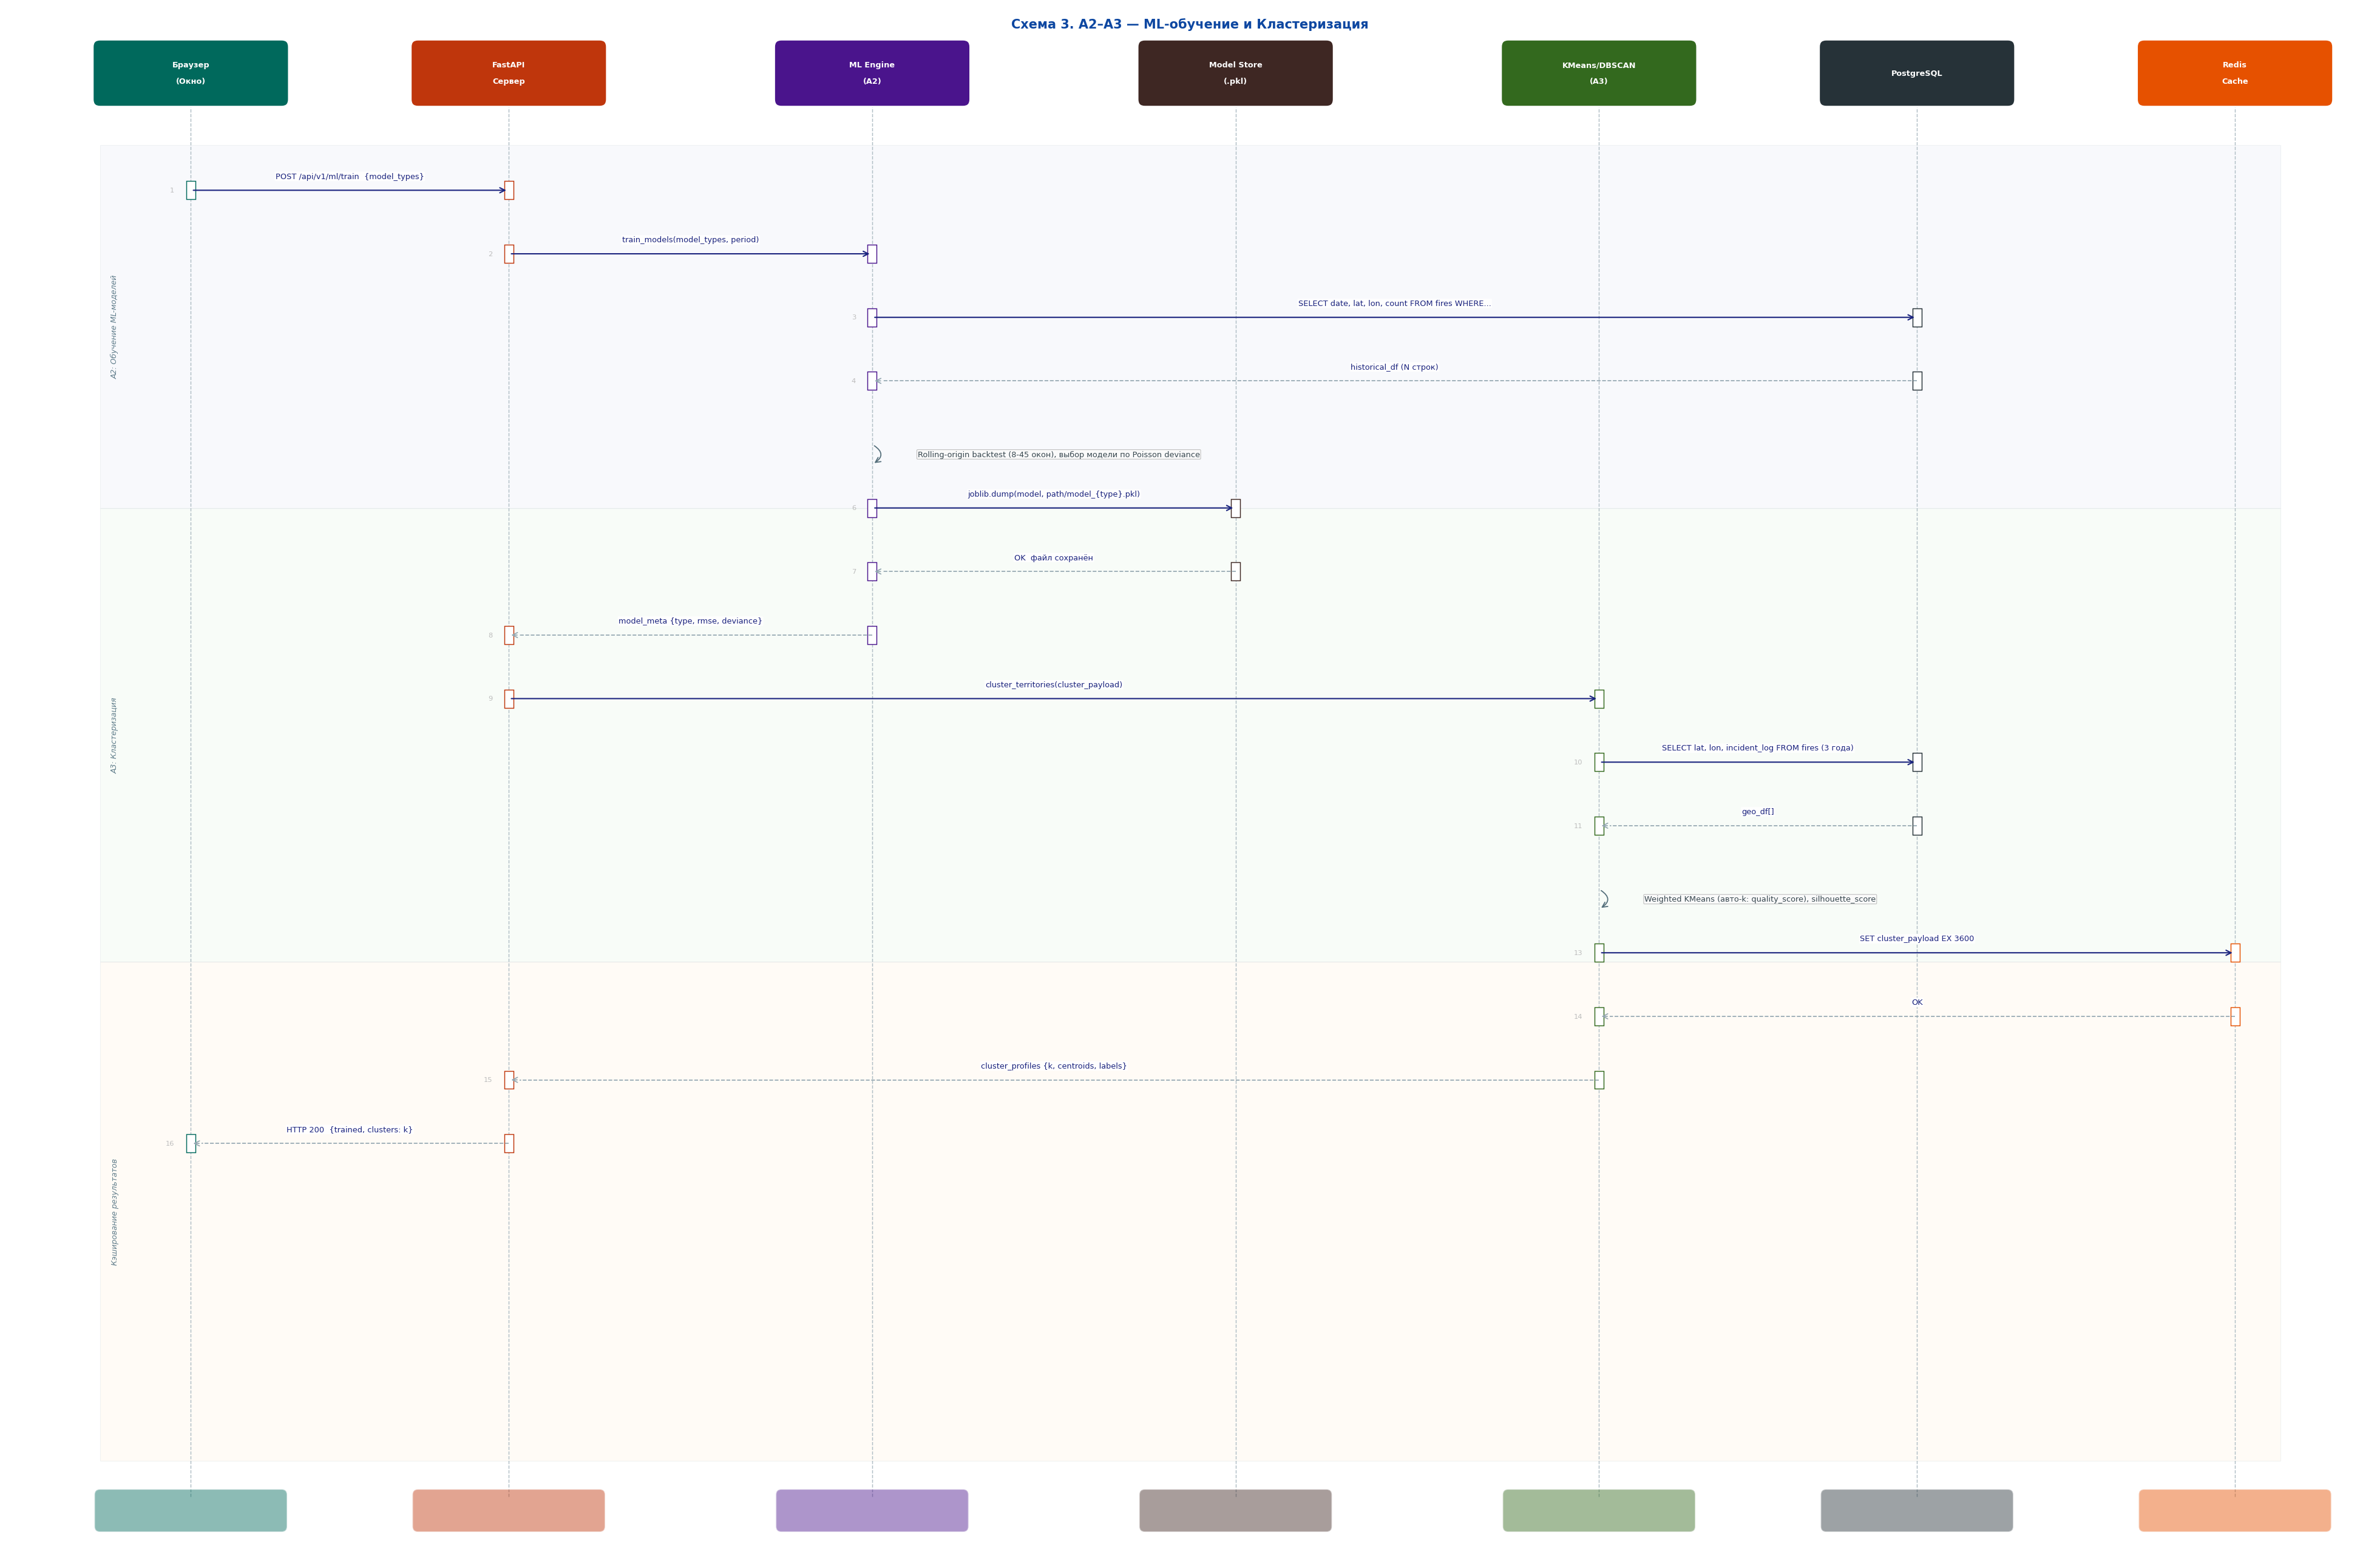 Схема 3. A2–A3 — ML-обучение и Кластеризация
Браузер
(Окно)
FastAPI
Сервер
ML Engine
(A2)
Model Store
(.pkl)
KMeans/DBSCAN
(A3)
PostgreSQL
Redis
Cache
A2: Обучение ML-моделей
1
POST /api/v1/ml/train  {model_types}
2
train_models(model_types, period)
3
SELECT date, lat, lon, count FROM fires WHERE...
4
historical_df (N строк)
Rolling-origin backtest (8-45 окон), выбор модели по Poisson deviance
6
joblib.dump(model, path/model_{type}.pkl)
A3: Кластеризация
7
OK  файл сохранён
8
model_meta {type, rmse, deviance}
9
cluster_territories(cluster_payload)
10
SELECT lat, lon, incident_log FROM fires (3 года)
11
geo_df[]
Weighted KMeans (авто-k: quality_score), silhouette_score
13
SET cluster_payload EX 3600
Кэширование результатов
14
OK
15
cluster_profiles {k, centroids, labels}
16
HTTP 200  {trained, clusters: k}